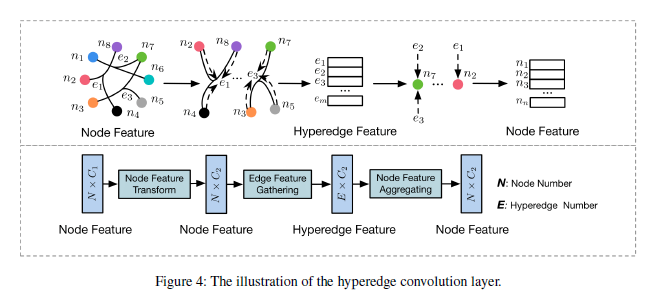 n8 n7
n1 e2
n6
n2 e1
e3
n3 n5
n4
Node Feature
n2 n8 n7
e1 ... e3
n4 n3 n5
e1
e2
e3
...
em
Hyperedge Feature
e2 e1
n7 ... n2
e3
n1
n2
n3
...
nn
Node Feature
N × C1
Node Feature
Transform
N × C2
Edge Feature
Gathering
E × C2
Node Feature
Aggregating
N × C2
N: Node Number
E: Hyperedge Number
Node Feature Node Feature Hyperedge Feature Node Feature
Figure 4: The illustration of the hyperedge convolution layer.